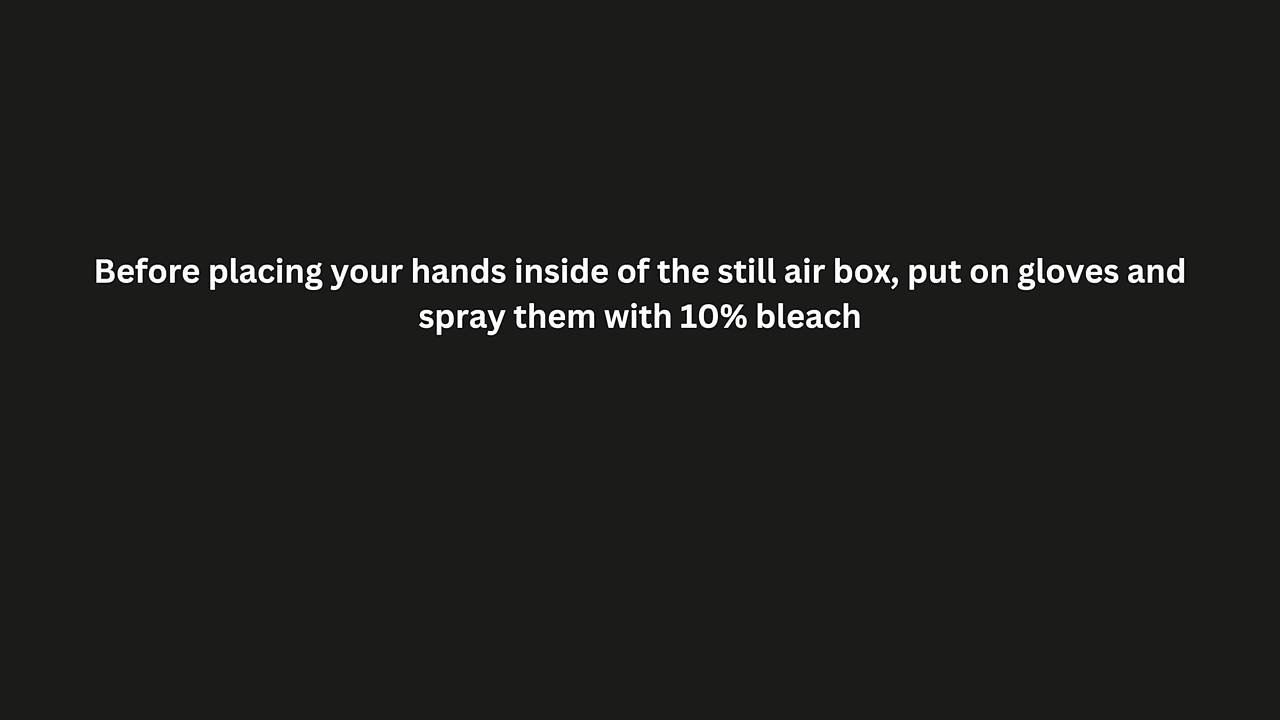 Before placing your hands inside of the still air box, put on gloves and
spray them with 10% bleach